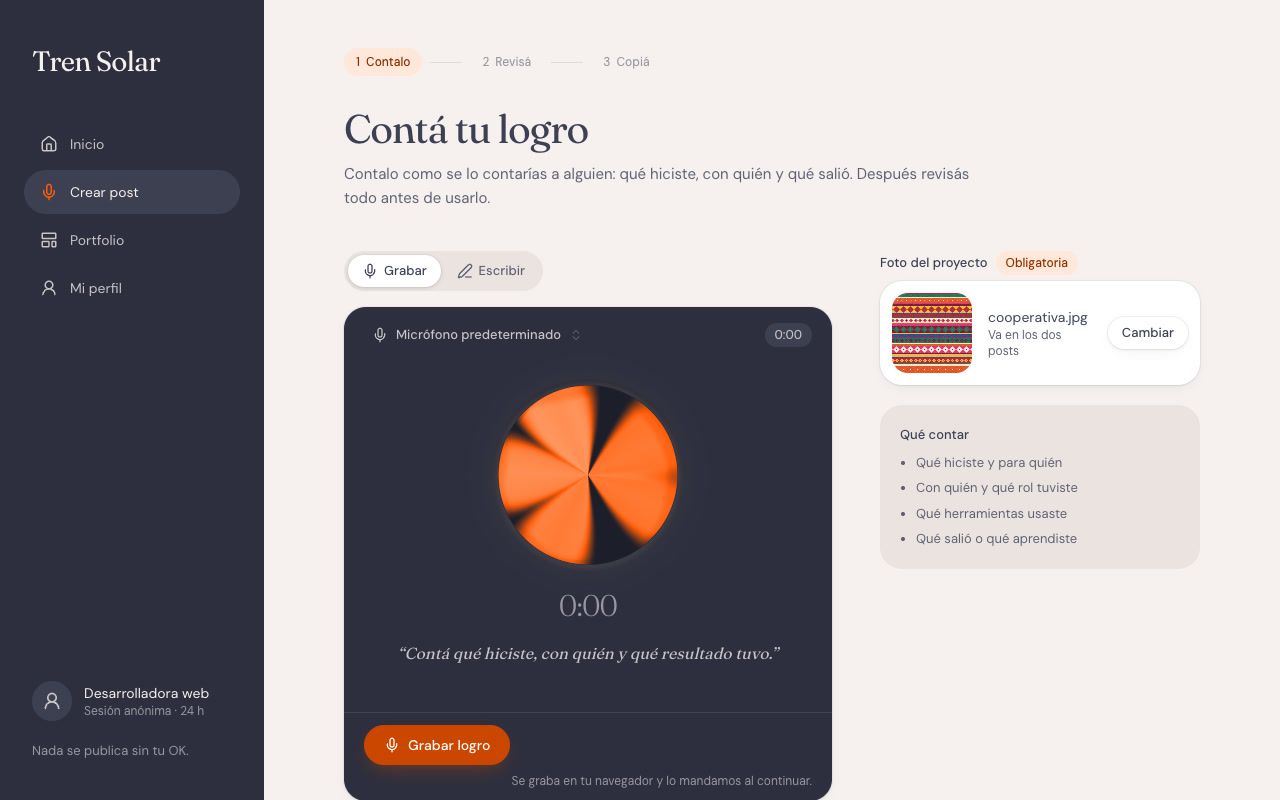 Tren Solar
Inicio
Crear post
Portfolio
Mi perfil
Desarrolladora web
Sesión anónima · 24 h
Nada se publica sin tu OK.
1 Contalo
2 Revisá
3 Copiá
Contá tu logro
Contalo como se lo contarías a alguien: qué hiciste, con quién y qué salió. Después revisás
todo antes de usarlo.
Grabar
Escribir
Micrófono predeterminado
0:00
0:00
“Contá qué hiciste, con quién y qué resultado tuvo.”
Grabar logro
Se graba en tu navegador y lo mandamos al continuar.
Foto del proyecto
Obligatoria
cooperativa.jpg
Va en los dos
posts
Cambiar
Qué contar
• Qué hiciste y para quién
• Con quién y qué rol tuviste
• Qué herramientas usaste
• Qué salió o qué aprendiste